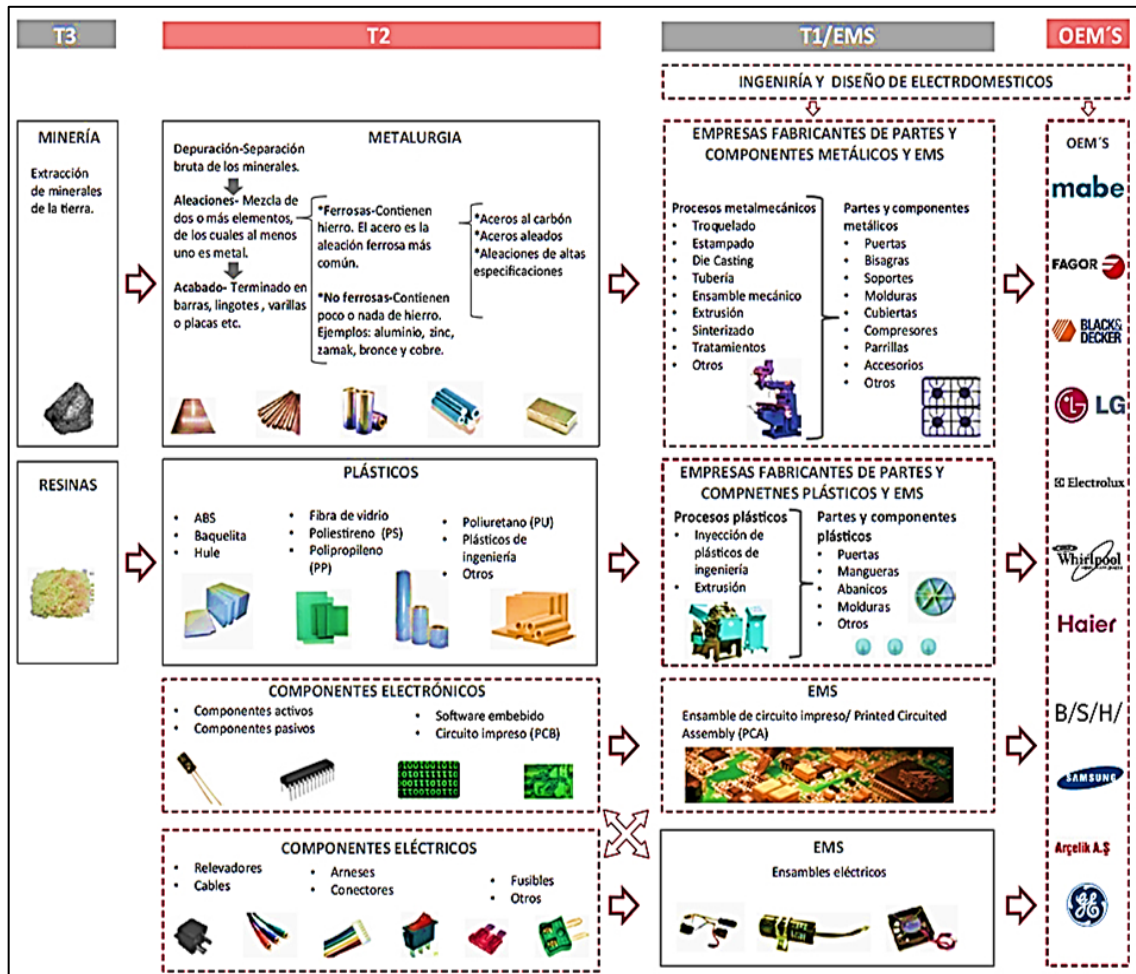 T3
T2
T1/EMS
OEM´S
INGENIRÍA Y DISEÑO DE ELECTRDOMESTICOS
MINERÍA
Extracción
de minerales
de la tierra.
METALURGIA
Depuración-Separación
bruta de los minerales.
Aleaciones- Mezcla de
dos o más elementos,
de los cuales al menos
uno es metal.
Acabado- Terminado en
barras, lingotes , varillas
o placas etc.
*Ferrosas-Contienen
hierro. El acero es la
aleación ferrosa más
común.
*No ferrosas-Contienen
poco o nada de hierro.
Ejemplos: aluminio, zinc,
zamak, bronce y cobre.
*Aceros al carbón
*Aceros aleados
*Aleaciones de altas
especificaciones
EMPRESAS FABRICANTES DE PARTES Y
COMPONENTES METÁLICOS Y EMS
Procesos metalmecánicos
• Troquelado
• Estampado
• Die Casting
• Tubería
• Ensamble mecánico
• Extrusión
• Sinterizado
• Tratamientos
• Otros
Partes y componentes
metálicos
• Puertas
• Bisagras
• Soportes
• Molduras
• Cubiertas
• Compresores
• Parrillas
• Accesorios
• Otros
RESINAS
PLÁSTICOS
• ABS
• Baquelita
• Hule
• Fibra de vidrio
• Poliestireno (PS)
• Polipropileno
(PP)
• Poliuretano (PU)
• Plásticos de
ingeniería
• Otros
EMPRESAS FABRICANTES DE PARTES Y
COMPNETNES PLÁSTICOS Y EMS
Procesos plásticos
• Inyección de
plásticos de
ingeniería
• Extrusión
Partes y componentes
plásticos
• Puertas
• Mangueras
• Abanicos
• Molduras
• Otros
COMPONENTES ELECTRÓNICOS
• Componentes activos
• Componentes pasivos
• Software embebido
• Circuito impreso (PCB)
EMS
Ensamble de circuito impreso/ Printed Circuited
Assembly (PCA)
COMPONENTES ELÉCTRICOS
• Relevadores
• Cables
• Arneses
• Conectores
• Fusibles
• Otros
EMS
Ensambles eléctricos
OEM´S
mabe
FAGOR
BLACK&
DECKER
LG
Electrolux
Whirlpool
Haier
B/S/H/
SAMSUNG
Arçelik A.Ş
GE